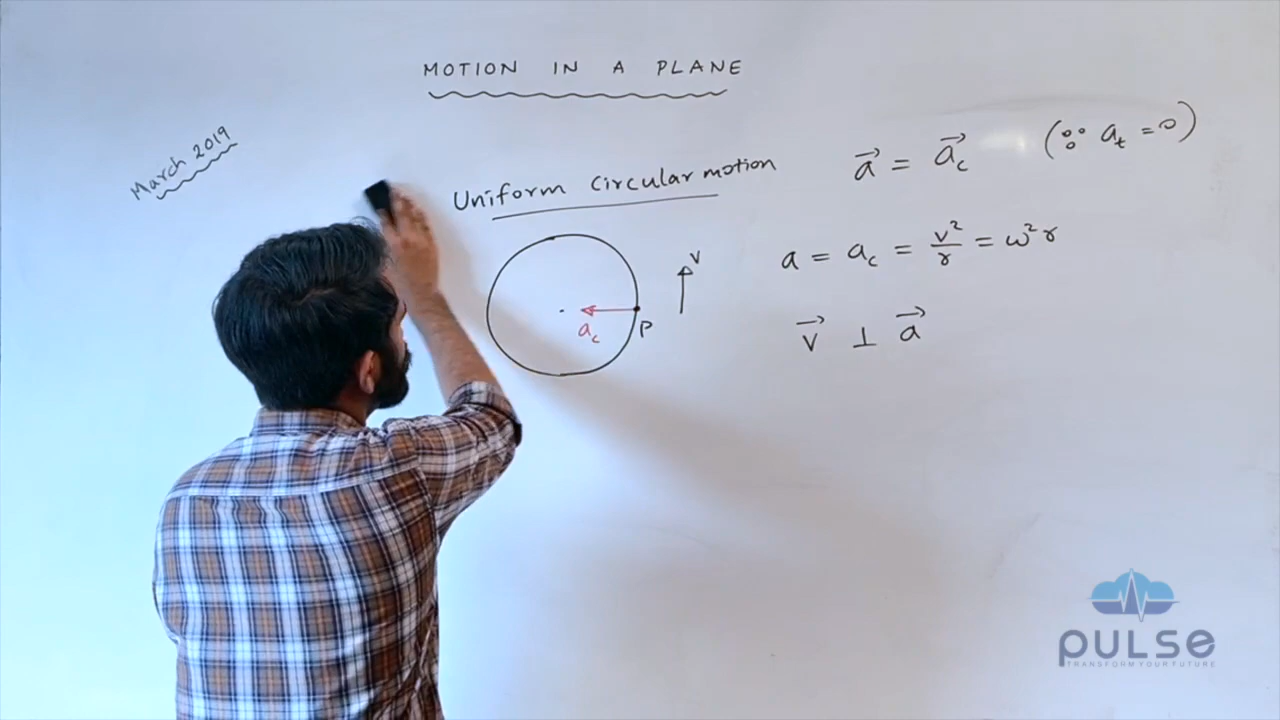 MOTION IN A PLANE
March 2019
Uniform Circular motion
a⃗ = a⃗c (∵ at = 0)
a = ac = v²/r = ω²r
v⃗ ⊥ a⃗
v
ac
P
PULSE
TRANSFORM YOUR FUTURE